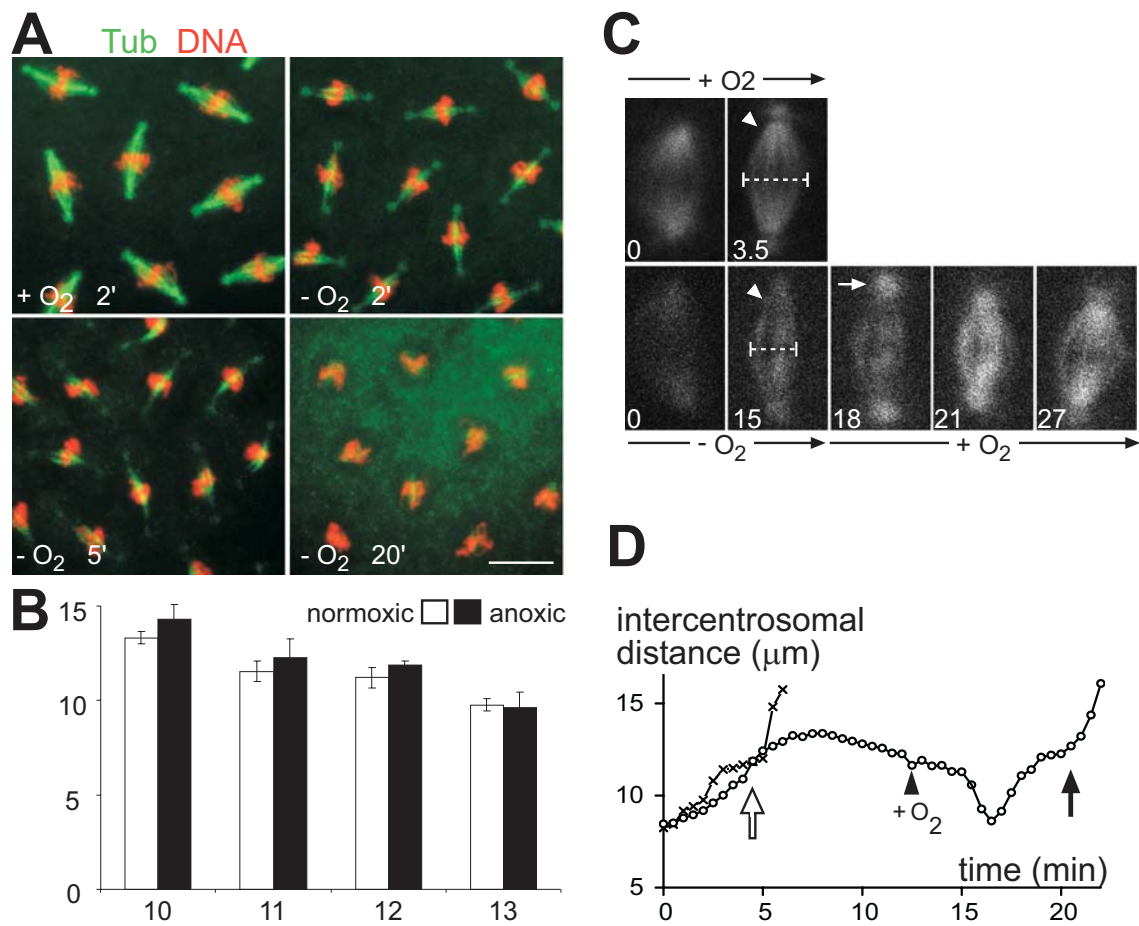 A
Tub DNA
+ O2 2'
- O2 2'
- O2 5'
- O2 20'
B
normoxic anoxic
15
10
5
0
10 11 12 13
C
+ O2
0 3.5
0 15 18 21 27
- O2 + O2
D
intercentrosomal
distance (μm)
15
10
5
+ O2
time (min)
0 5 10 15 20